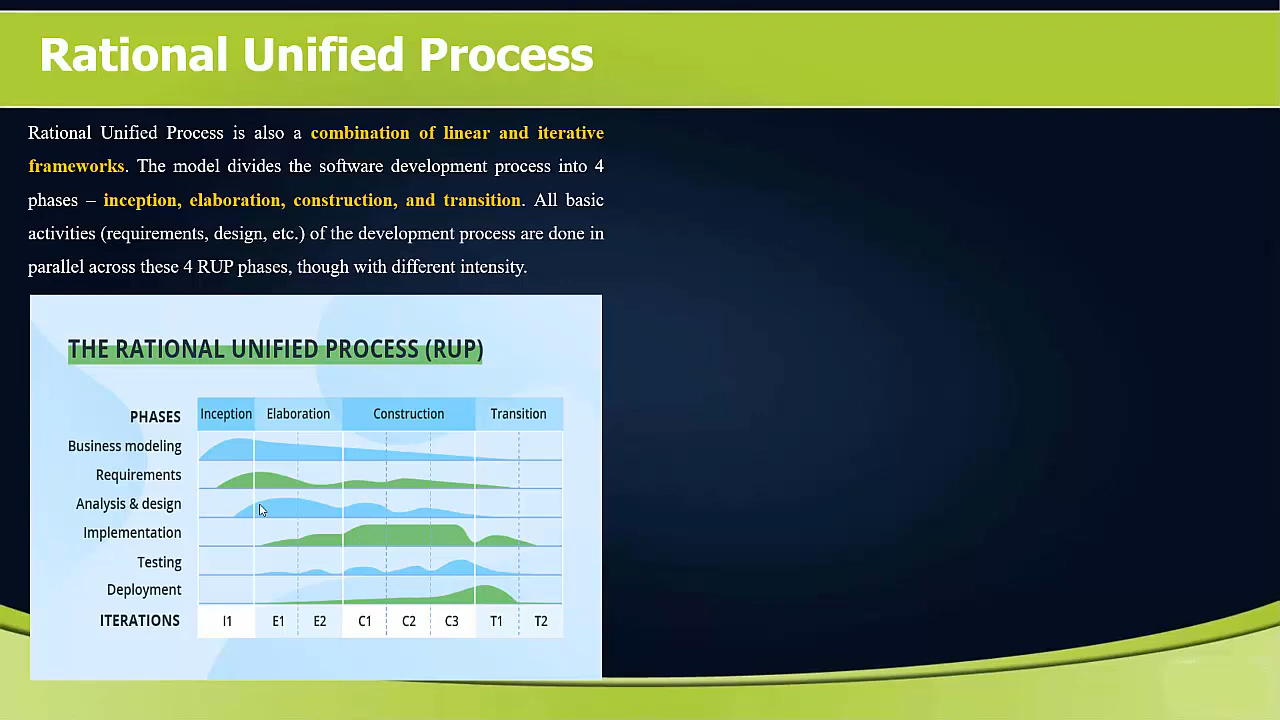 Rational Unified Process
Rational Unified Process is also a combination of linear and iterative
frameworks. The model divides the software development process into 4
phases – inception, elaboration, construction, and transition. All basic
activities (requirements, design, etc.) of the development process are done in
parallel across these 4 RUP phases, though with different intensity.
THE RATIONAL UNIFIED PROCESS (RUP)
PHASES Inception Elaboration Construction Transition
Business modeling
Requirements
Analysis & design
Implementation
Testing
Deployment
ITERATIONS I1 E1 E2 C1 C2 C3 T1 T2